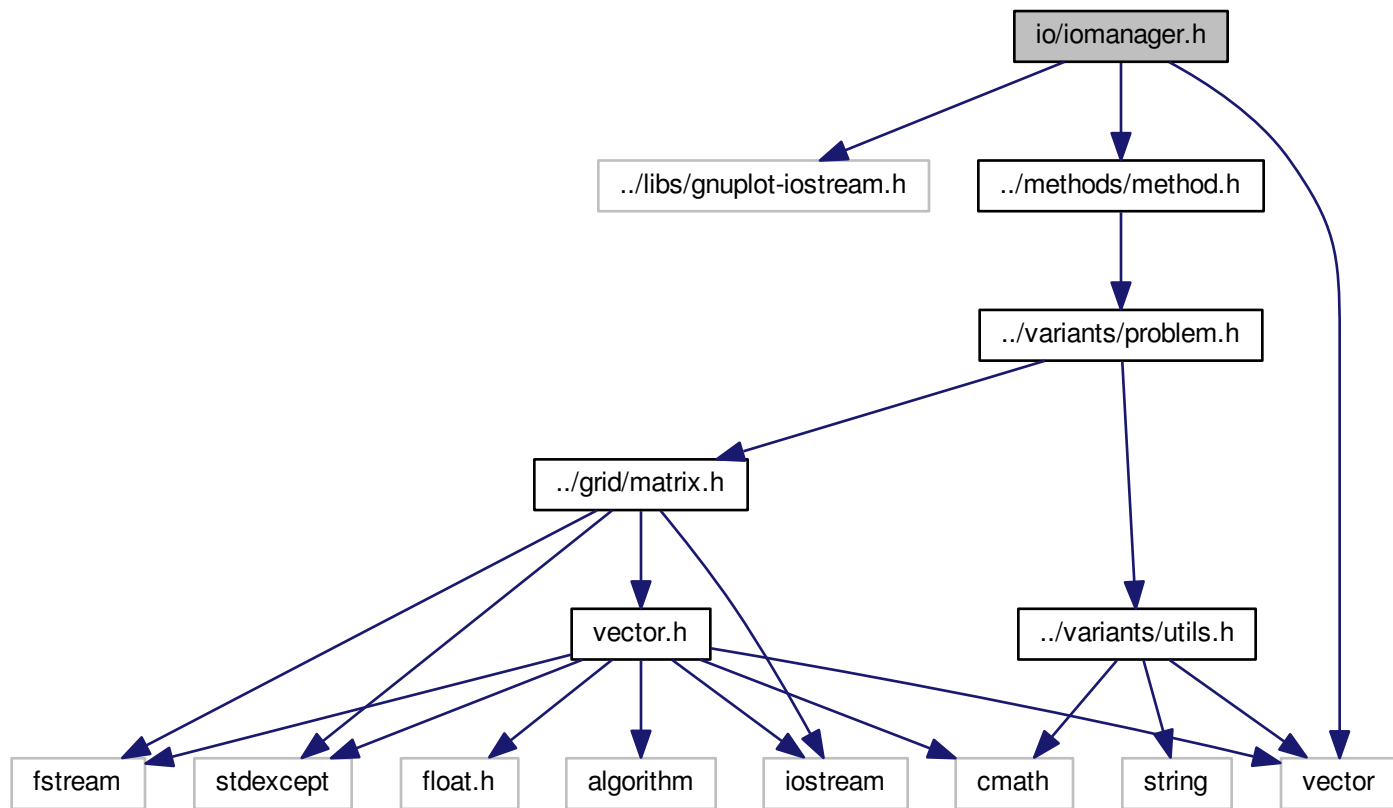 io/iomanager.h
../libs/gnuplot-iostream.h
../methods/method.h
../variants/problem.h
../grid/matrix.h
vector.h
../variants/utils.h
fstream
stdexcept
float.h
algorithm
iostream
cmath
string
vector